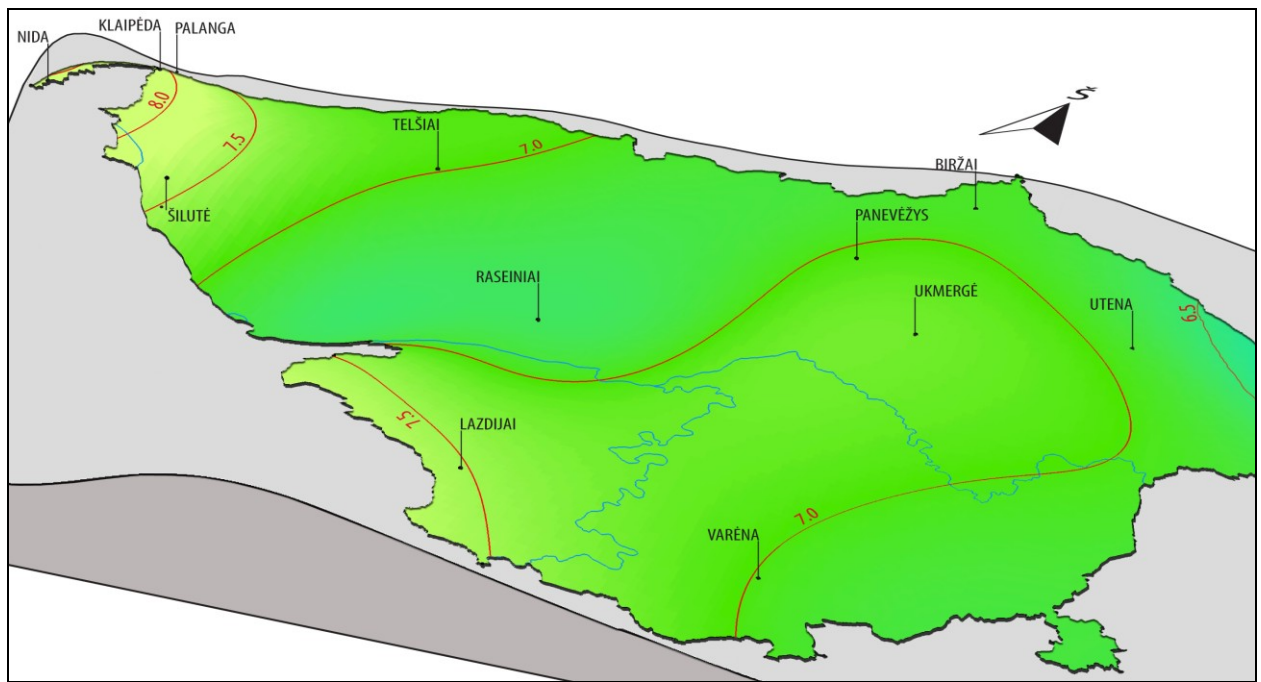 KLAIPĖDA
NIDA
PALANGA
8.0
Š
TELŠIAI
7.5
7.0
BIRŽAI
ŠILUTĖ
PANEVĖŽYS
RASEINIAI
UKMERGĖ
UTENA
6.5
7.5
LAZDIJAI
7.0
VARĖNA